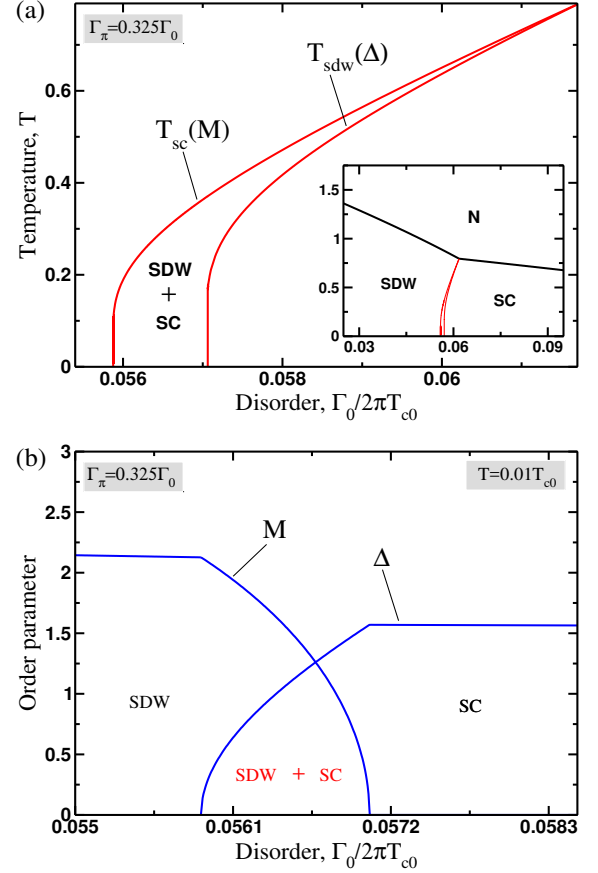 (a)
Γπ=0.325Γ0
Tsdw(Δ)
Tsc(M)
Temperature, T
0.6
0.4
0.2
0
SDW
+
SC
1.5
1
0.5
0
N
SDW
SC
0.03 0.06 0.09
0.056 0.058 0.06
Disorder, Γ0/2πTc0
(b)
Γπ=0.325Γ0
T=0.01Tc0
M
Δ
Order parameter
3
2.5
2
1.5
1
0.5
0
SDW
SC
SDW + SC
0.055 0.0561 0.0572 0.0583
Disorder, Γ0/2πTc0